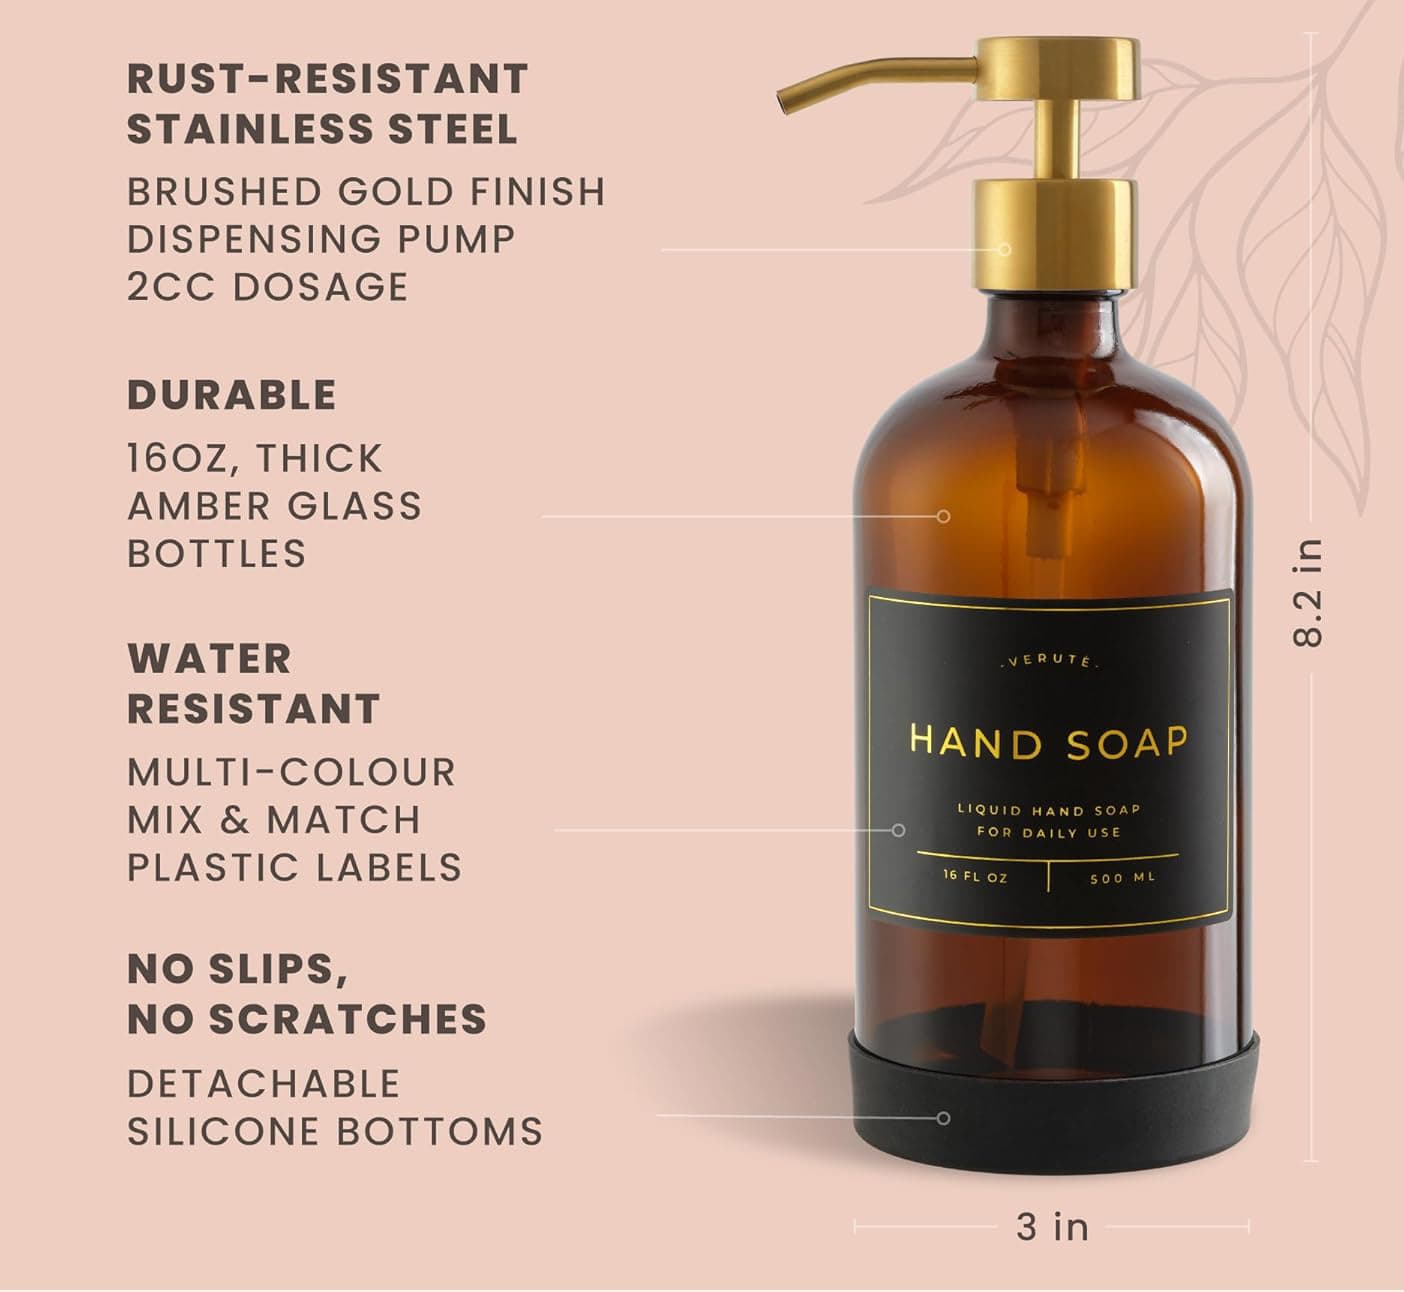 RUST-RESISTANT
STAINLESS STEEL
BRUSHED GOLD FINISH
DISPENSING PUMP
2CC DOSAGE
DURABLE
16OZ, THICK
AMBER GLASS
BOTTLES
WATER
RESISTANT
MULTI-COLOUR
MIX & MATCH
PLASTIC LABELS
NO SLIPS,
NO SCRATCHES
DETACHABLE
SILICONE BOTTOMS
.VERUTÉ.
HAND SOAP
LIQUID HAND SOAP
FOR DAILY USE
16 FL OZ
500 ML
8.2 in
3 in